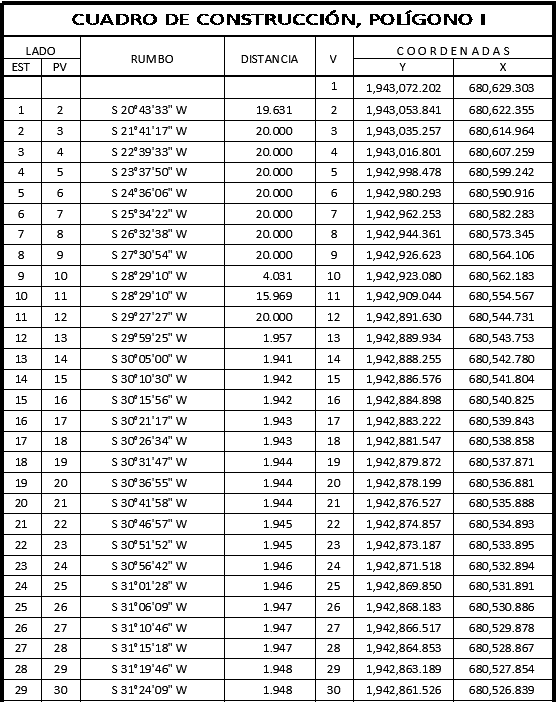 CUADRO DE CONSTRUCCIÓN, POLÍGONO I
LADO RUMBO DISTANCIA V COORDENADAS
EST PV Y X
1 1,943,072.202 680,629.303
1 2 S 20°43'33" W 19.631 2 1,943,053.841 680,622.355
2 3 S 21°41'17" W 20.000 3 1,943,035.257 680,614.964
3 4 S 22°39'33" W 20.000 4 1,943,016.801 680,607.259
4 5 S 23°37'50" W 20.000 5 1,942,998.478 680,599.242
5 6 S 24°36'06" W 20.000 6 1,942,980.293 680,590.916
6 7 S 25°34'22" W 20.000 7 1,942,962.253 680,582.283
7 8 S 26°32'38" W 20.000 8 1,942,944.361 680,573.345
8 9 S 27°30'54" W 20.000 9 1,942,926.623 680,564.106
9 10 S 28°29'10" W 4.031 10 1,942,923.080 680,562.183
10 11 S 28°29'10" W 15.969 11 1,942,909.044 680,554.567
11 12 S 29°27'27" W 20.000 12 1,942,891.630 680,544.731
12 13 S 29°59'25" W 1.957 13 1,942,889.934 680,543.753
13 14 S 30°05'00" W 1.941 14 1,942,888.255 680,542.780
14 15 S 30°10'30" W 1.942 15 1,942,886.576 680,541.804
15 16 S 30°15'56" W 1.942 16 1,942,884.898 680,540.825
16 17 S 30°21'17" W 1.943 17 1,942,883.222 680,539.843
17 18 S 30°26'34" W 1.943 18 1,942,881.547 680,538.858
18 19 S 30°31'47" W 1.944 19 1,942,879.872 680,537.871
19 20 S 30°36'55" W 1.944 20 1,942,878.199 680,536.881
20 21 S 30°41'58" W 1.944 21 1,942,876.527 680,535.888
21 22 S 30°46'57" W 1.945 22 1,942,874.857 680,534.893
22 23 S 30°51'52" W 1.945 23 1,942,873.187 680,533.895
23 24 S 30°56'42" W 1.946 24 1,942,871.518 680,532.894
24 25 S 31°01'28" W 1.946 25 1,942,869.850 680,531.891
25 26 S 31°06'09" W 1.947 26 1,942,868.183 680,530.886
26 27 S 31°10'46" W 1.947 27 1,942,866.517 680,529.878
27 28 S 31°15'18" W 1.947 28 1,942,864.853 680,528.867
28 29 S 31°19'46" W 1.948 29 1,942,863.189 680,527.854
29 30 S 31°24'09" W 1.948 30 1,942,861.526 680,526.839